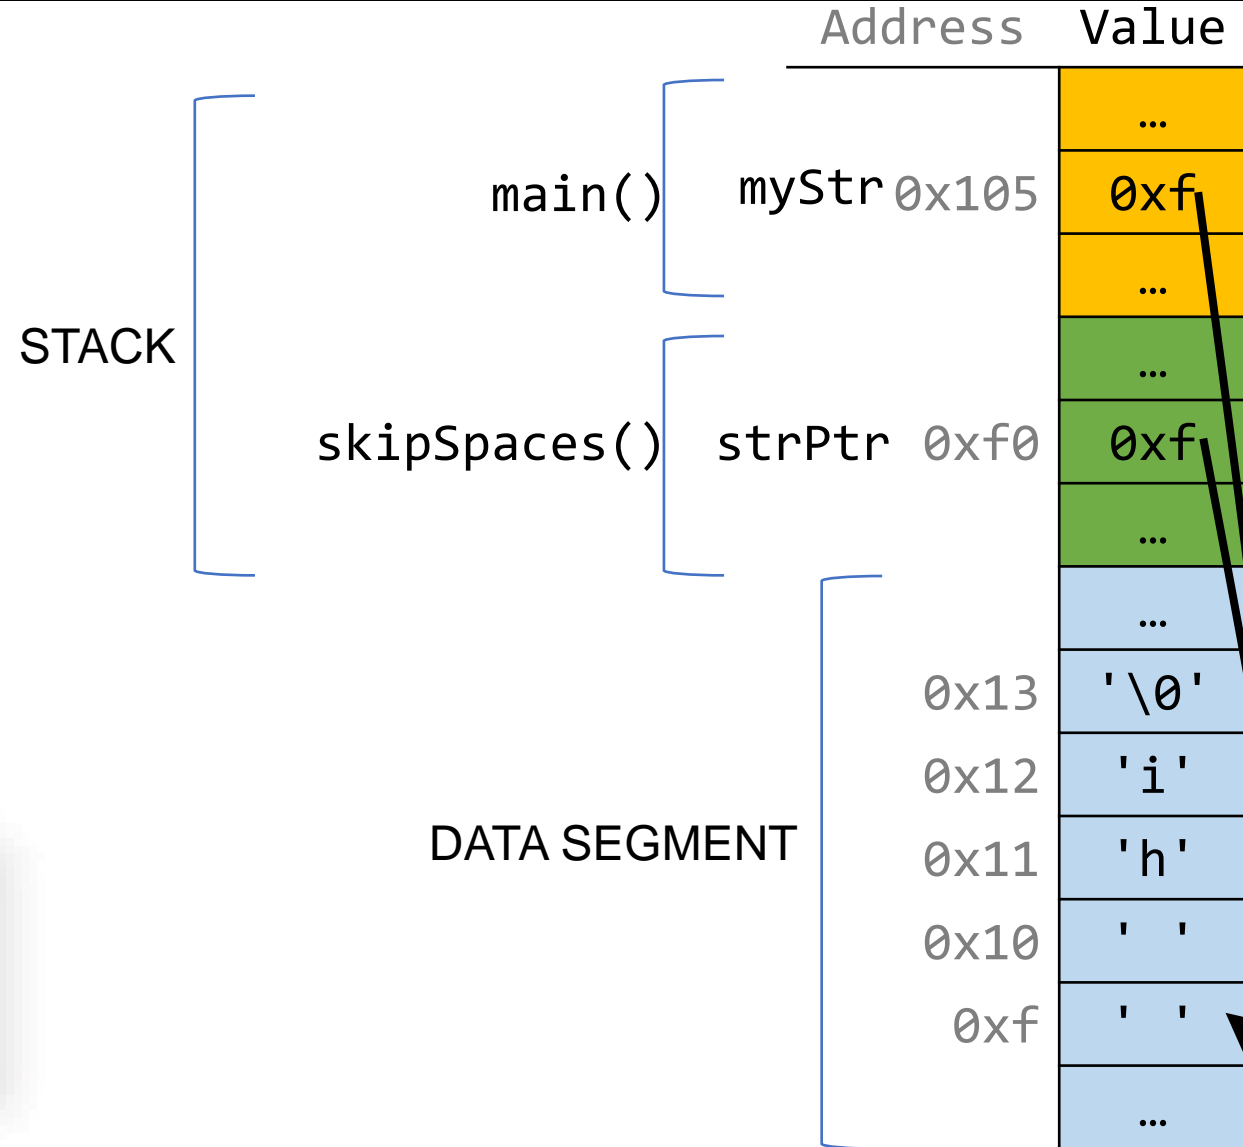 Address Value
…
main() myStr 0x105 0xf
…
STACK
…
skipSpaces() strPtr 0xf0 0xf
…
…
0x13 '\0'
0x12 'i'
DATA SEGMENT
0x11 'h'
0x10 ' '
0xf ' '
…